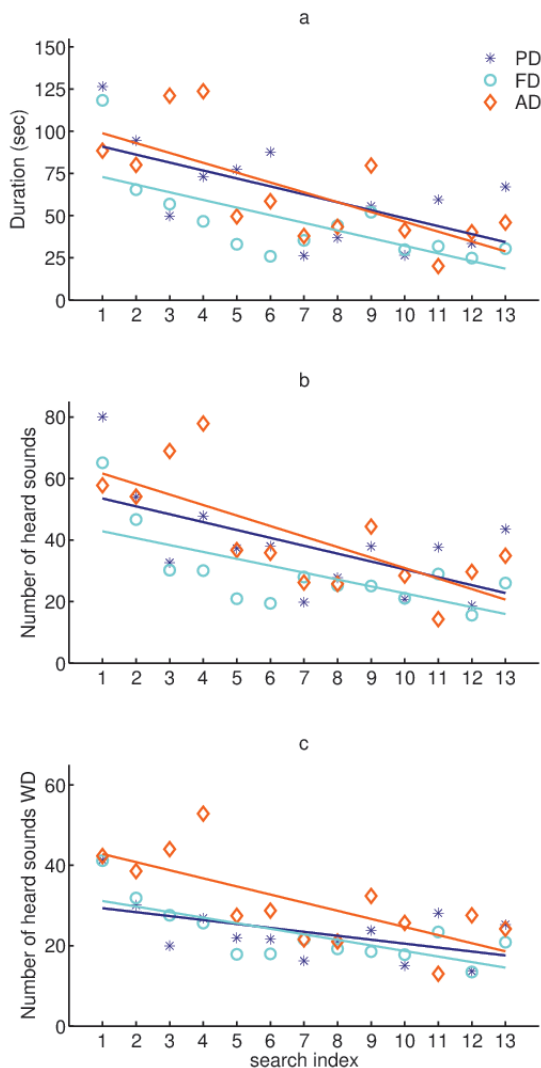 a
Duration (sec)
150
125
100
75
50
25
0
PD
FD
AD
1 2 3 4 5 6 7 8 9 10 11 12 13
b
Number of heard sounds
80
60
40
20
0
1 2 3 4 5 6 7 8 9 10 11 12 13
c
Number of heard sounds WD
60
40
20
0
1 2 3 4 5 6 7 8 9 10 11 12 13
search index